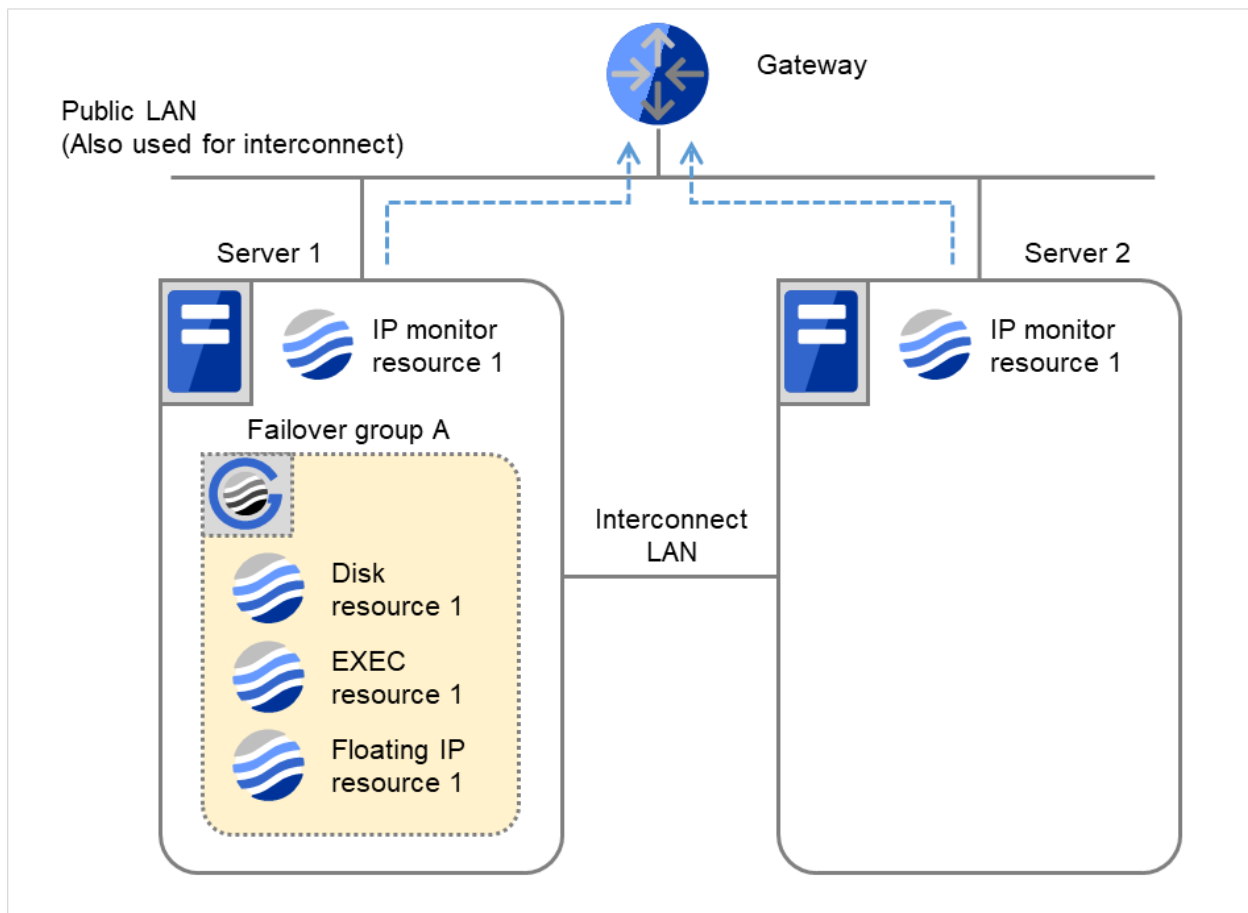 Gateway
Public LAN
(Also used for interconnect)
Server 1
Server 2
IP monitor
resource 1
IP monitor
resource 1
Failover group A
Interconnect
LAN
Disk
resource 1
EXEC
resource 1
Floating IP
resource 1